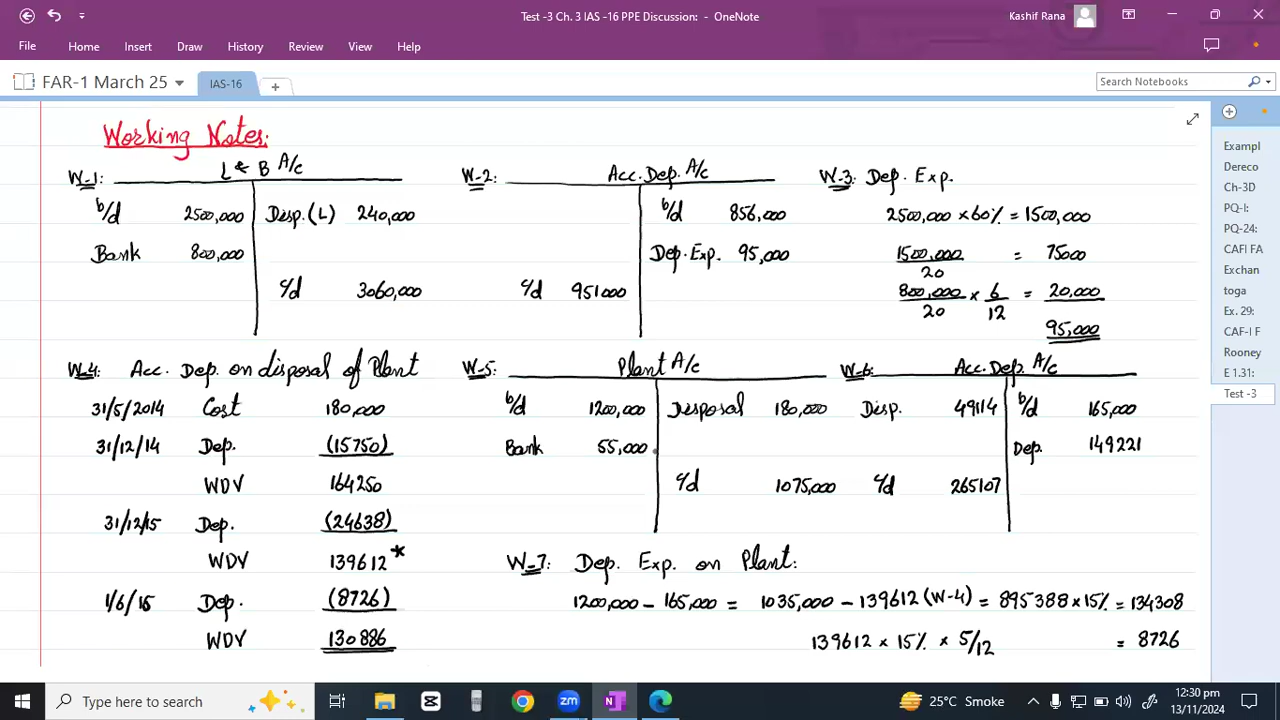 Test -3 Ch. 3 IAS -16 PPE Discussion: - OneNote
Kashif Rana
File Home Insert Draw History Review View Help
FAR-1 March 25
IAS-16
Search Notebooks
Working Notes:
W-1: L & B A/c
b/d 2500,000 Disp. (L) 240,000
Bank 800,000
c/d 3060,000
W-2: Acc. Dep. A/c
b/d 856,000
Dep. Exp. 95,000
c/d 951000
W-3: Dep. Exp.
2500,000 x 60% = 1500,000
1500,000/20 = 75000
800,000/20 x 6/12 = 20,000
95,000
W-4: Acc. Dep. on disposal of Plant
31/5/2014 Cost 180,000
31/12/14 Dep. (15750)
WDV 164250
31/12/15 Dep. (24638)
WDV 139612 *
1/6/16 Dep. (8726)
WDV 130886
W-5: Plant A/c
b/d 1200,000 Disposal 180,000
Bank 55,000
c/d 1075,000
W-6: Acc. Dep. A/c
Disp. 49114 b/d 165,000
Dep. 149221
c/d 265107
W-7: Dep. Exp. on Plant:
1200,000 - 165,000 = 1035,000 - 139612 (W-4) = 895388 x 15% = 134308
139612 x 15% x 5/12 = 8726
Exampl
Dereco
Ch-3D
PQ-I:
PQ-24:
CAFI FA
Exchan
toga
Ex. 29:
CAF-I F
Rooney
E 1.31:
Test -3
Type here to search
25°C Smoke
12:30 pm
13/11/2024